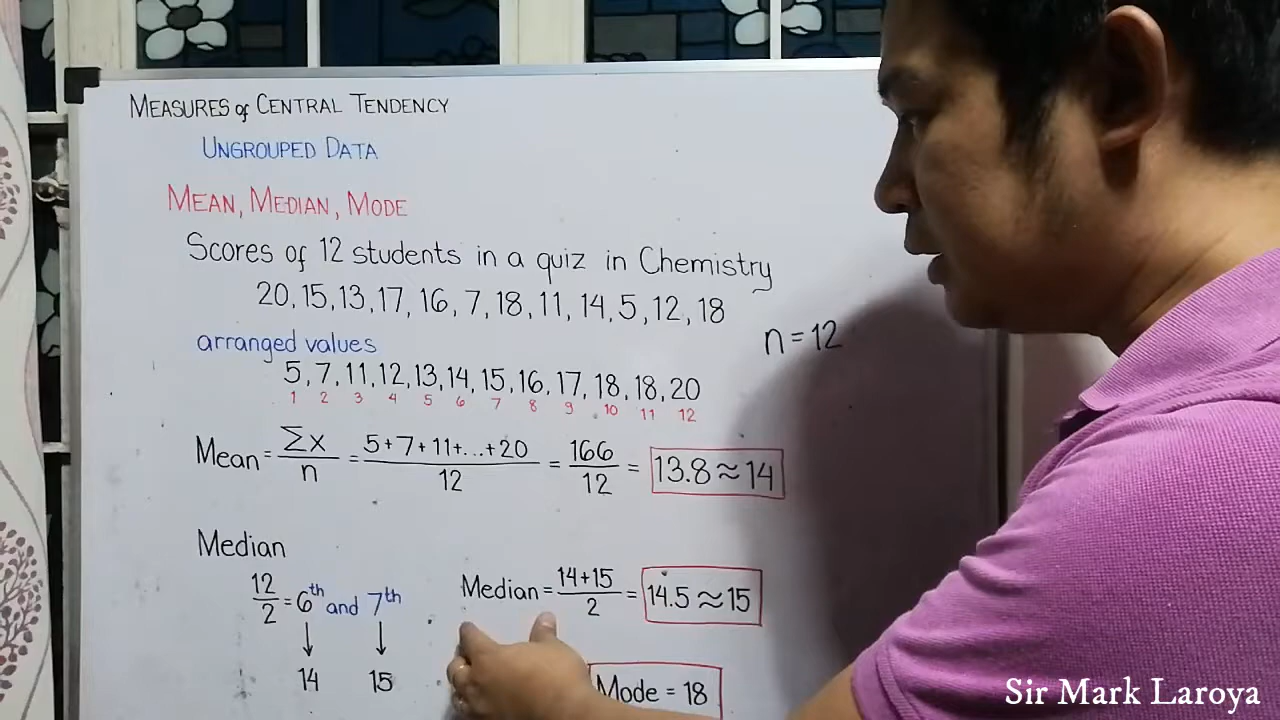 MEASURES of CENTRAL TENDENCY
UNGROUPED DATA
MEAN, MEDIAN, MODE
Scores of 12 students in a quiz in Chemistry
20, 15, 13, 17, 16, 7, 18, 11, 14, 5, 12, 18
n = 12
arranged values
5, 7, 11, 12, 13, 14, 15, 16, 17, 18, 18, 20
1 2 3 4 5 6 7 8 9 10 11 12
Mean = Σx/n = 5+7+11+...+20/12 = 166/12 = 13.8 ≈ 14
Median
12/2 = 6th and 7th
↓ ↓
14 15
Median = 14+15/2 = 14.5 ≈ 15
Mode = 18
Sir Mark Laroya